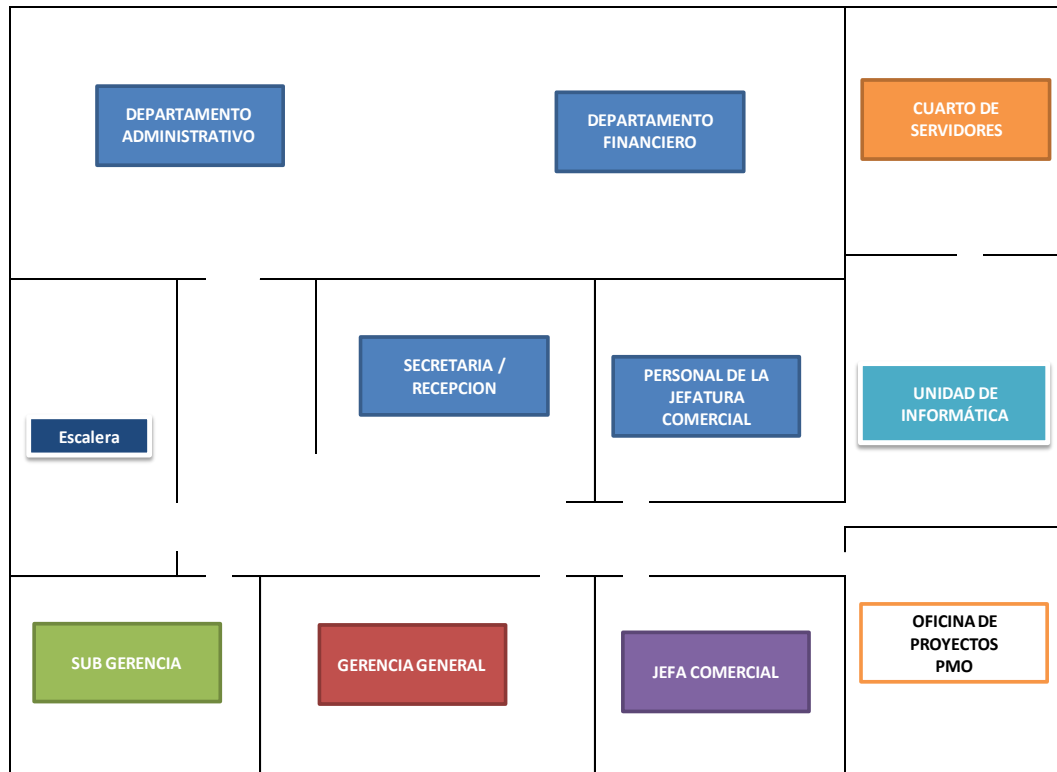 DEPARTAMENTO
ADMINISTRATIVO
DEPARTAMENTO
FINANCIERO
CUARTO DE
SERVIDORES
SECRETARIA /
RECEPCION
PERSONAL DE LA
JEFATURA
COMERCIAL
UNIDAD DE
INFORMÁTICA
Escalera
SUB GERENCIA
GERENCIA GENERAL
JEFA COMERCIAL
OFICINA DE
PROYECTOS
PMO